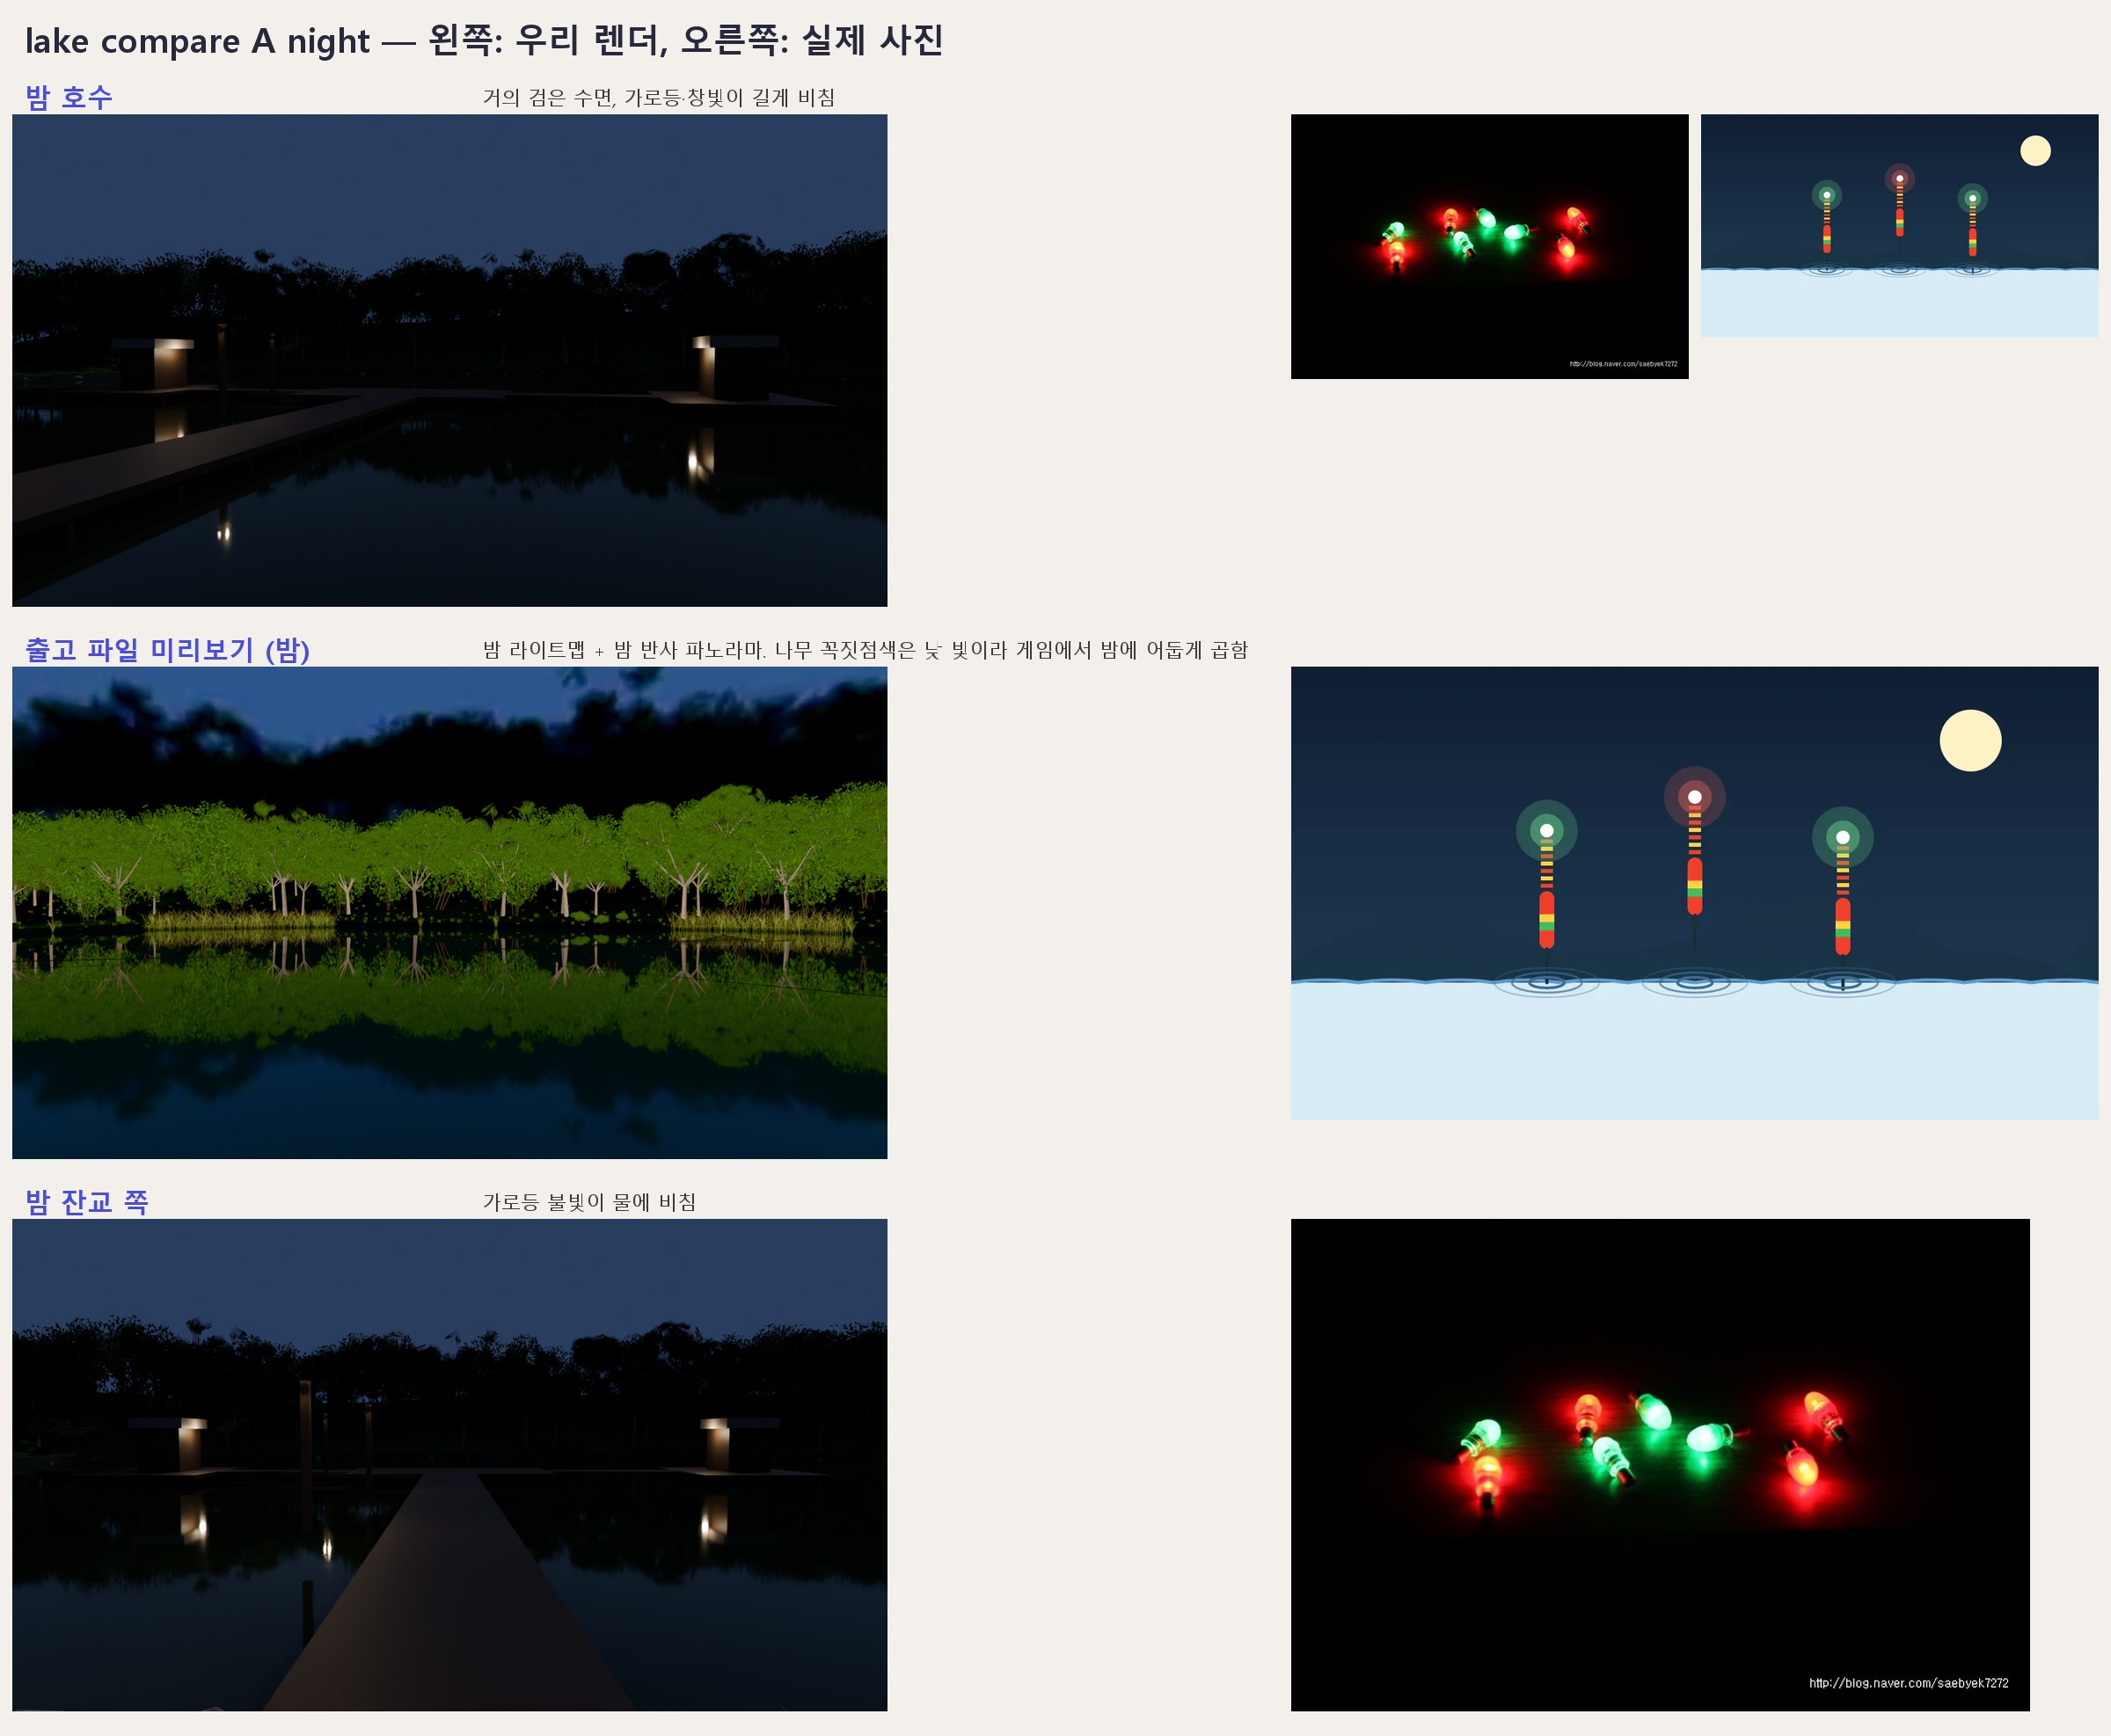 lake compare A night — 왼쪽: 우리 렌더, 오른쪽: 실제 사진
밤 호수
거의 검은 수면, 가로등·창빛이 길게 비침
http://blog.naver.com/saebyek7272
출고 파일 미리보기 (밤)
밤 라이트맵 + 밤 반사 파노라마. 나무 꼭짓점색은 낮 빛이라 게임에서 밤에 어둡게 곱함
밤 잔교 쪽
가로등 불빛이 물에 비침
http://blog.naver.com/saebyek7272